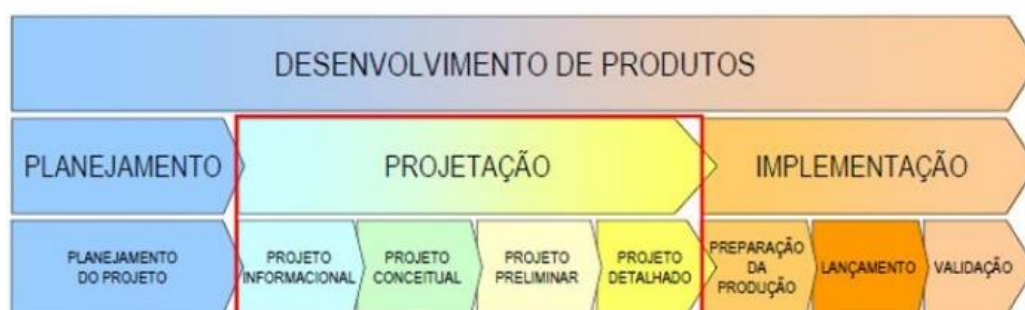 DESENVOLVIMENTO DE PRODUTOS
PLANEJAMENTO
PROJETAÇÃO
IMPLEMENTAÇÃO
PLANEJAMENTO
DO PROJETO
PROJETO
INFORMACIONAL
PROJETO
CONCEITUAL
PROJETO
PRELIMINAR
PROJETO
DETALHADO
PREPARAÇÃO
DA
PRODUÇÃO
LANÇAMENTO
VALIDAÇÃO